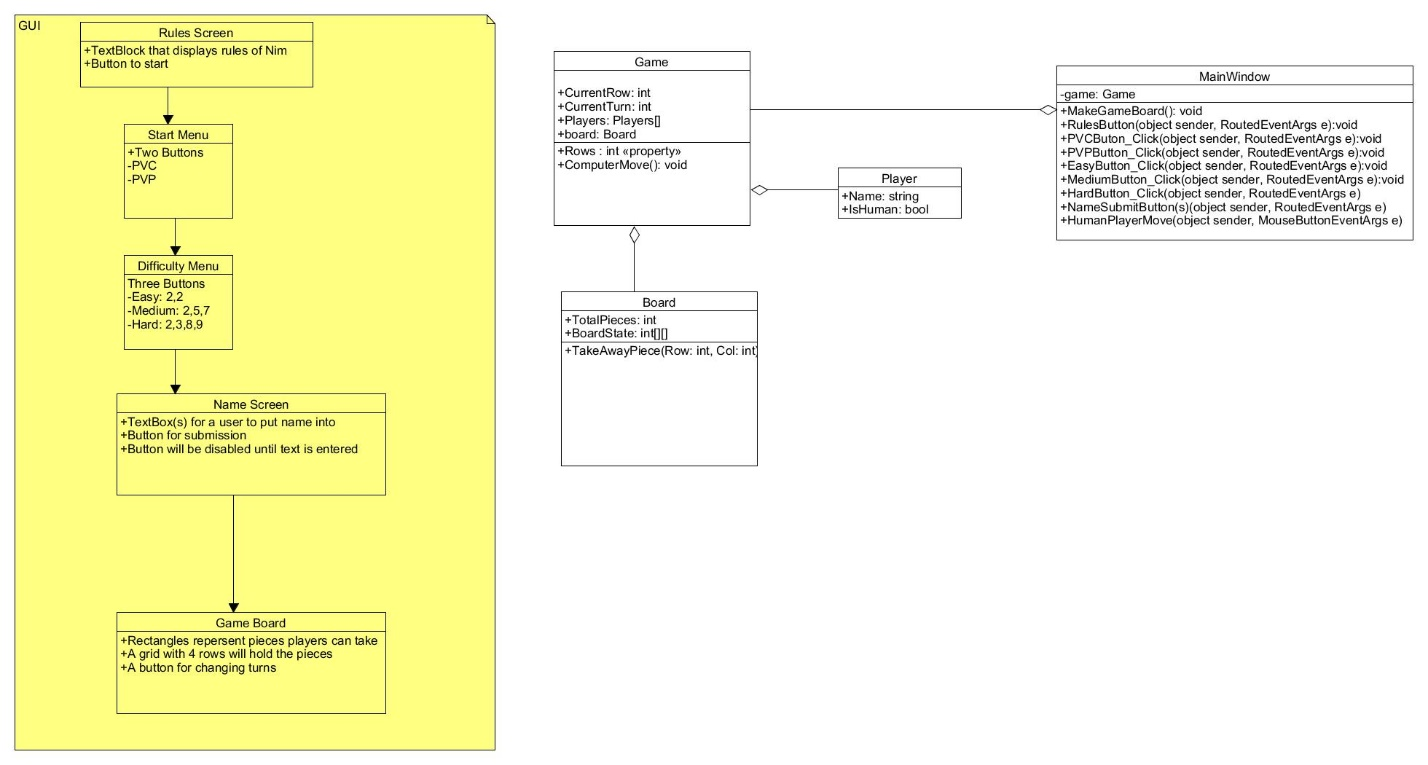 GUI
Rules Screen
+TextBlock that displays rules of Nim
+Button to start
Start Menu
+Two Buttons
-PVC
-PVP
Difficulty Menu
Three Buttons
-Easy: 2,2
-Medium: 2,5,7
-Hard: 2,3,8,9
Name Screen
+TextBox(s) for a user to put name into
+Button for submission
+Button will be disabled until text is entered
Game Board
+Rectangles repersent pieces players can take
+A grid with 4 rows will hold the pieces
+A button for changing turns
Game
+CurrentRow: int
+CurrentTurn: int
+Players: Players[]
+board: Board
+Rows : int «property»
+ComputerMove(): void
Player
+Name: string
+IsHuman: bool
Board
+TotalPieces: int
+BoardState: int[][]
+TakeAwayPiece(Row: int, Col: int)
MainWindow
-game: Game
+MakeGameBoard(): void
+RulesButton(object sender, RoutedEventArgs e):void
+PVCButon_Click(object sender, RoutedEventArgs e):void
+PVPButton_Click(object sender, RoutedEventArgs e):void
+EasyButton_Click(object sender, RoutedEventArgs e):void
+MediumButton_Click(object sender, RoutedEventArgs e):void
+HardButton_Click(object sender, RoutedEventArgs e)
+NameSubmitButton(s)(object sender, RoutedEventArgs e)
+HumanPlayerMove(object sender, MouseButtonEventArgs e)